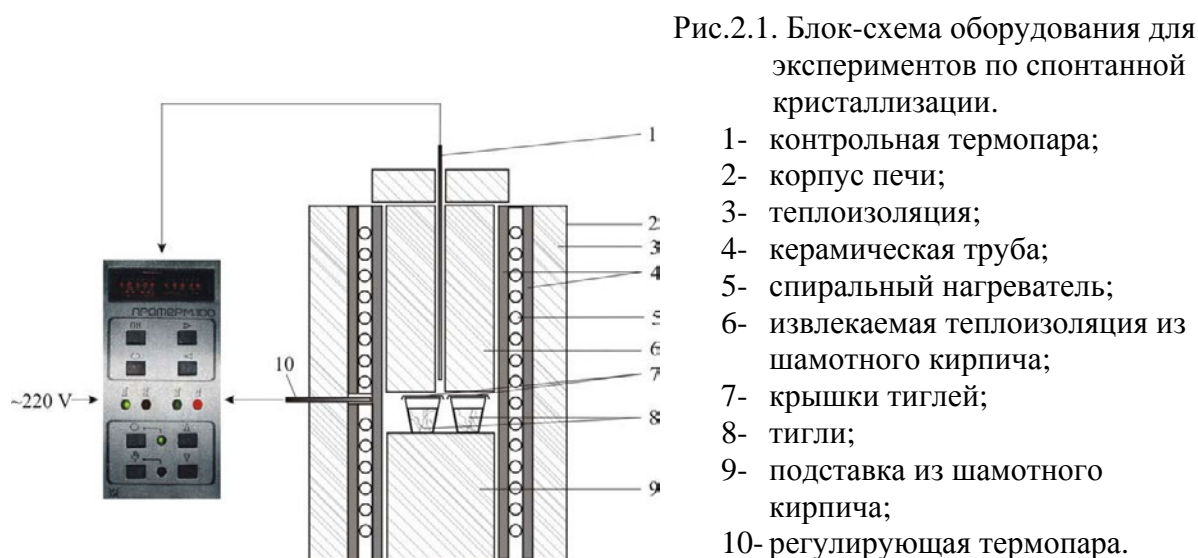 Рис.2.1. Блок-схема оборудования для
экспериментов по спонтанной
кристаллизации.
1- контрольная термопара;
2- корпус печи;
3- теплоизоляция;
4- керамическая труба;
5- спиральный нагреватель;
6- извлекаемая теплоизоляция из
шамотного кирпича;
7- крышки тиглей;
8- тигли;
9- подставка из шамотного
кирпича;
10- регулирующая термопара.
1
2
3
4
5
6
7
8
9
10
~220 V
ПРОТЕРМ100
ПН